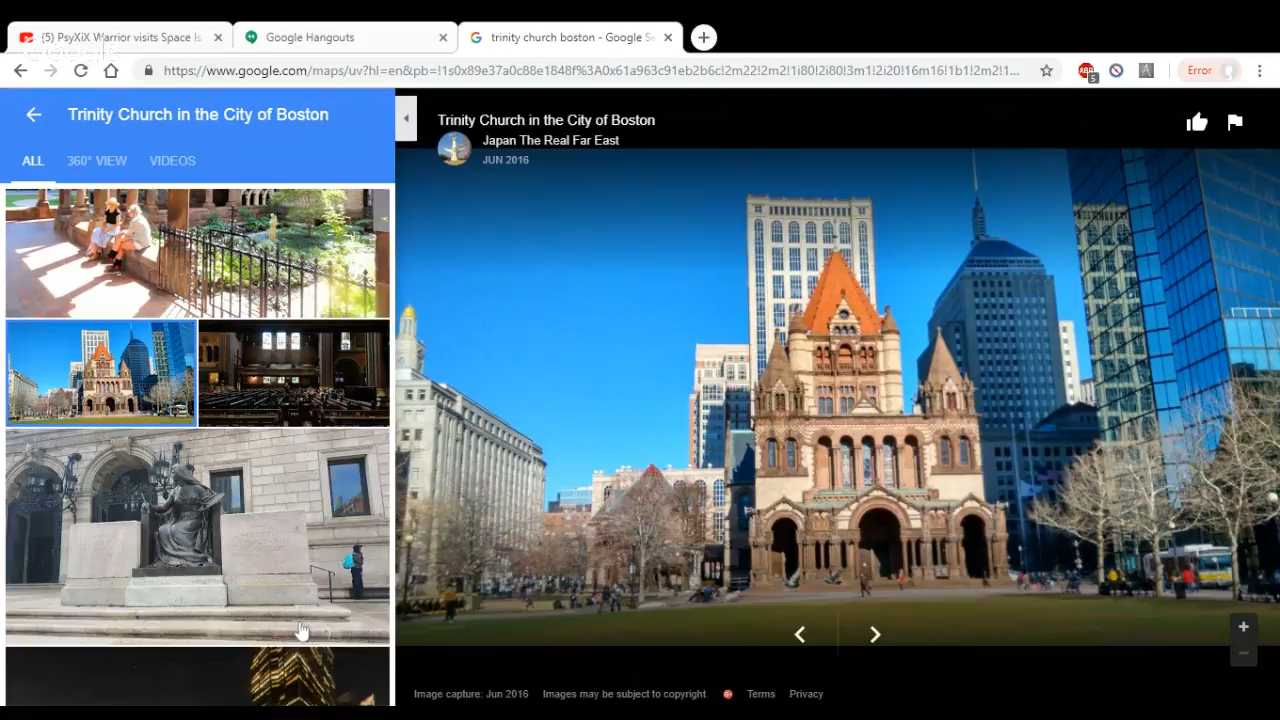 (5) PsyXiX Warrior visits Space Is
Google Hangouts
trinity church boston - Google Se
https://www.google.com/maps/uv?hl=en&pb=!1s0x89e37a0c88e1848f%3A0x61a963c91eb2b6c!2m22!2m2!1i80!2i80!3m1!2i20!16m16!1b1!2m2!1...
ABP
5
A
Error
Trinity Church in the City of Boston
ALL 360° VIEW VIDEOS
Trinity Church in the City of Boston
Japan The Real Far East
JUN 2016
Image capture: Jun 2016 Images may be subject to copyright. Terms Privacy